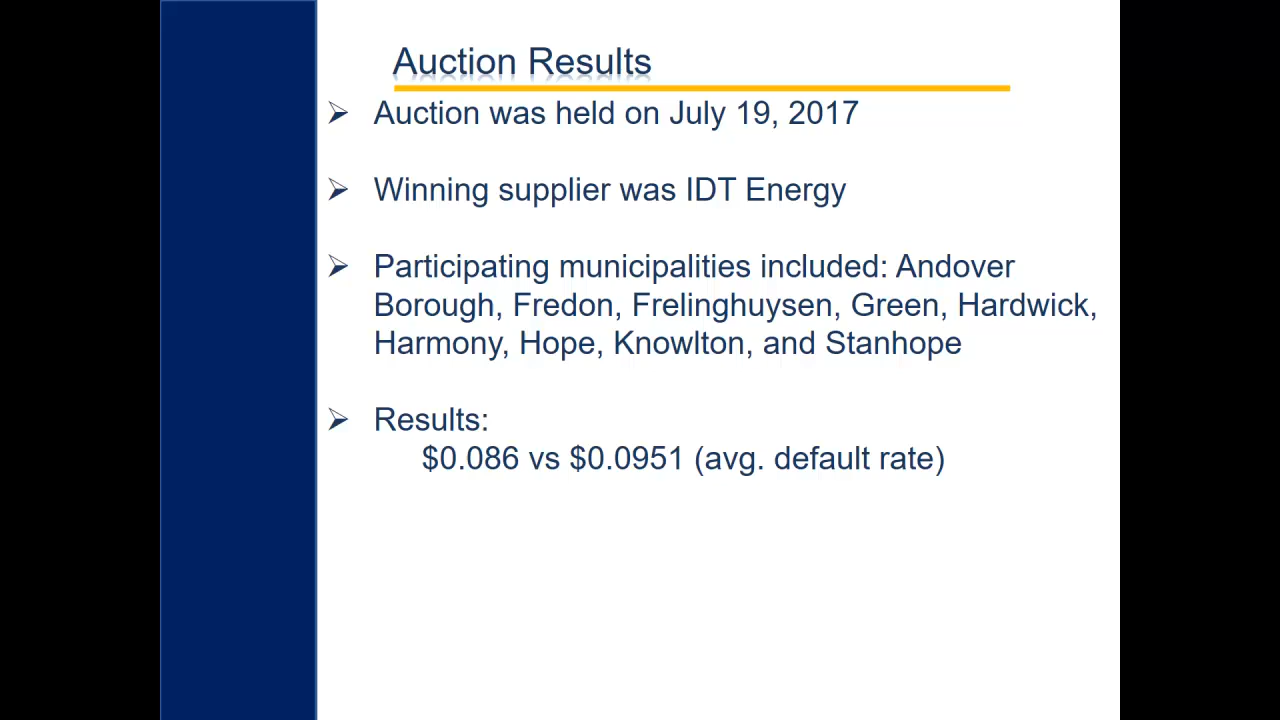 Auction Results
Auction was held on July 19, 2017
Winning supplier was IDT Energy
Participating municipalities included: Andover
Borough, Fredon, Frelinghuysen, Green, Hardwick,
Harmony, Hope, Knowlton, and Stanhope
Results:
$0.086 vs $0.0951 (avg. default rate)